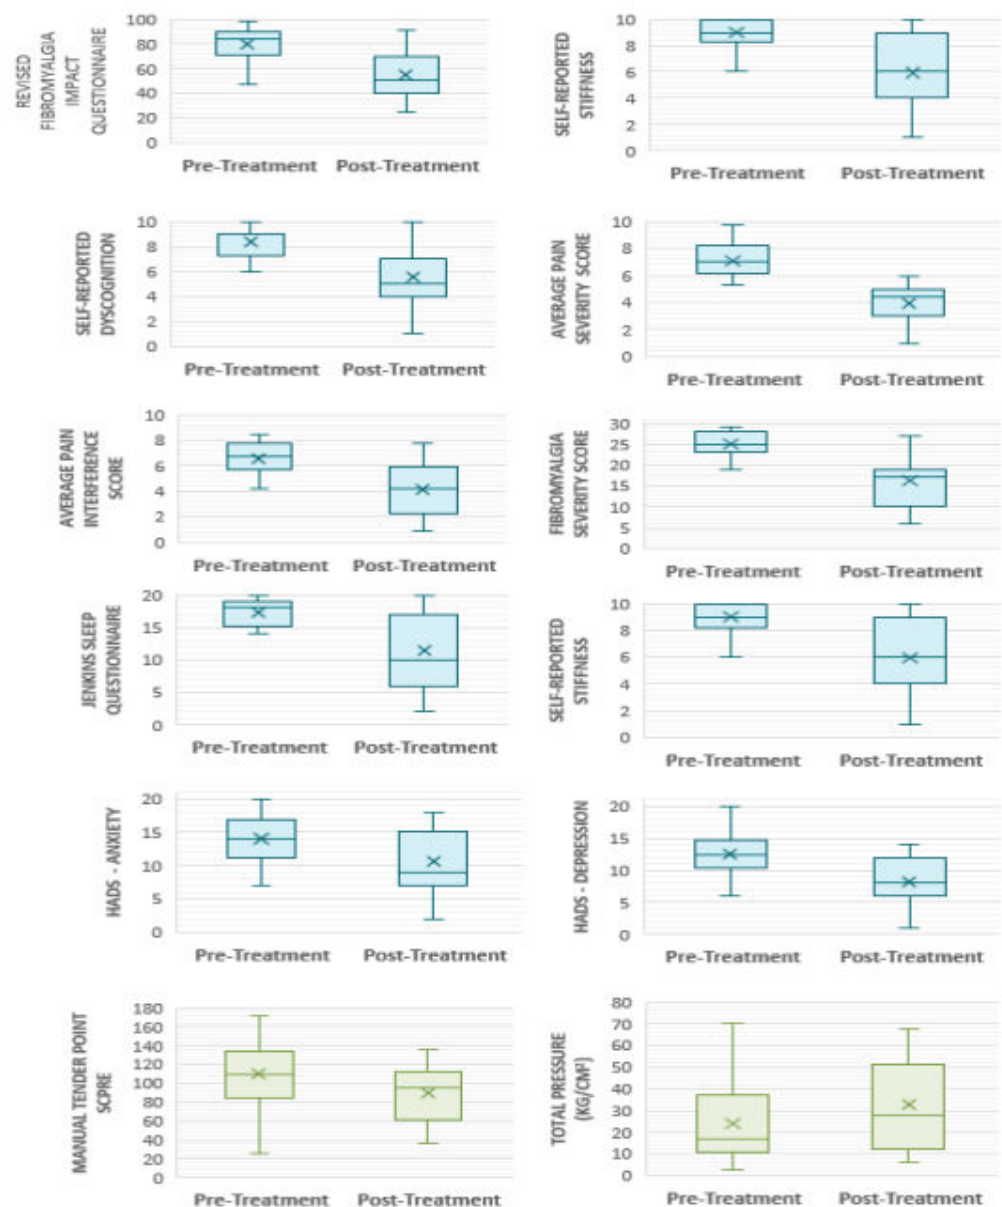 REVISED
FIBROMYALGIA
IMPACT
QUESTIONNAIRE
100
80
60
40
20
0
Pre-Treatment Post-Treatment
SELF-REPORTED
STIFFNESS
10
8
6
4
2
0
Pre-Treatment Post-Treatment
SELF-REPORTED
DYSCOGNITION
10
8
6
4
2
0
Pre-Treatment Post-Treatment
AVERAGE PAIN
SEVERITY SCORE
10
8
6
4
2
0
Pre-Treatment Post-Treatment
AVERAGE PAIN
INTERFERENCE
SCORE
10
8
6
4
2
0
Pre-Treatment Post-Treatment
FIBROMYALGIA
SEVERITY SCORE
30
25
20
15
10
5
0
Pre-Treatment Post-Treatment
JENKINS SLEEP
QUESTIONNAIRE
20
15
10
5
0
Pre-Treatment Post-Treatment
SELF-REPORTED
STIFFNESS
10
8
6
4
2
0
Pre-Treatment Post-Treatment
HADS - ANXIETY
20
15
10
5
0
Pre-Treatment Post-Treatment
HADS - DEPRESSION
20
15
10
5
0
Pre-Treatment Post-Treatment
MANUAL TENDER POINT
SCPRE
180
160
140
120
100
80
60
40
20
0
Pre-Treatment Post-Treatment
TOTAL PRESSURE
(KG/CM²)
80
70
60
50
40
30
20
10
0
Pre-Treatment Post-Treatment